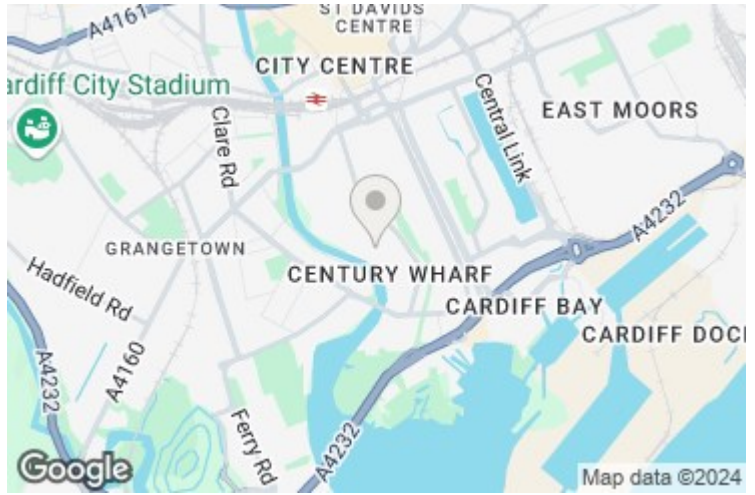 A4161
ST DAVIDS
CENTRE
CITY CENTRE
ardiff City Stadium
Clare Rd
Central Link
EAST MOORS
A4232
GRANGETOWN
Hadfield Rd
CENTURY WHARF
CARDIFF BAY
CARDIFF DOC
A4160
A4232
Ferry Rd
A4232
Google
Map data ©2024